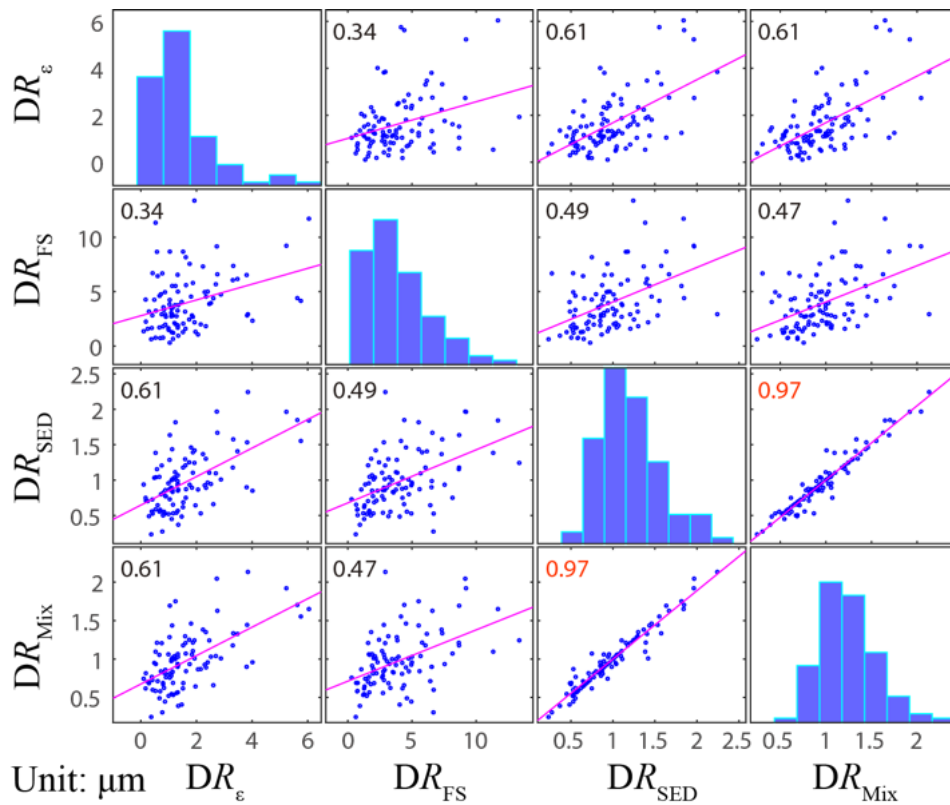 6 0.34 0.61 0.61
DRε
4
2
0
0.34 0.49 0.47
10
DRFS
5
0
2.5 0.61 0.49 0.97
2
DRSED
1.5
1
0.5
0.61 0.47 0.97
2
DRMix
1.5
1
0.5
0 2 4 6 0 5 10 0.5 1 1.5 2 2.5 0.5 1 1.5 2
Unit: μm DRε DRFS DRSED DRMix